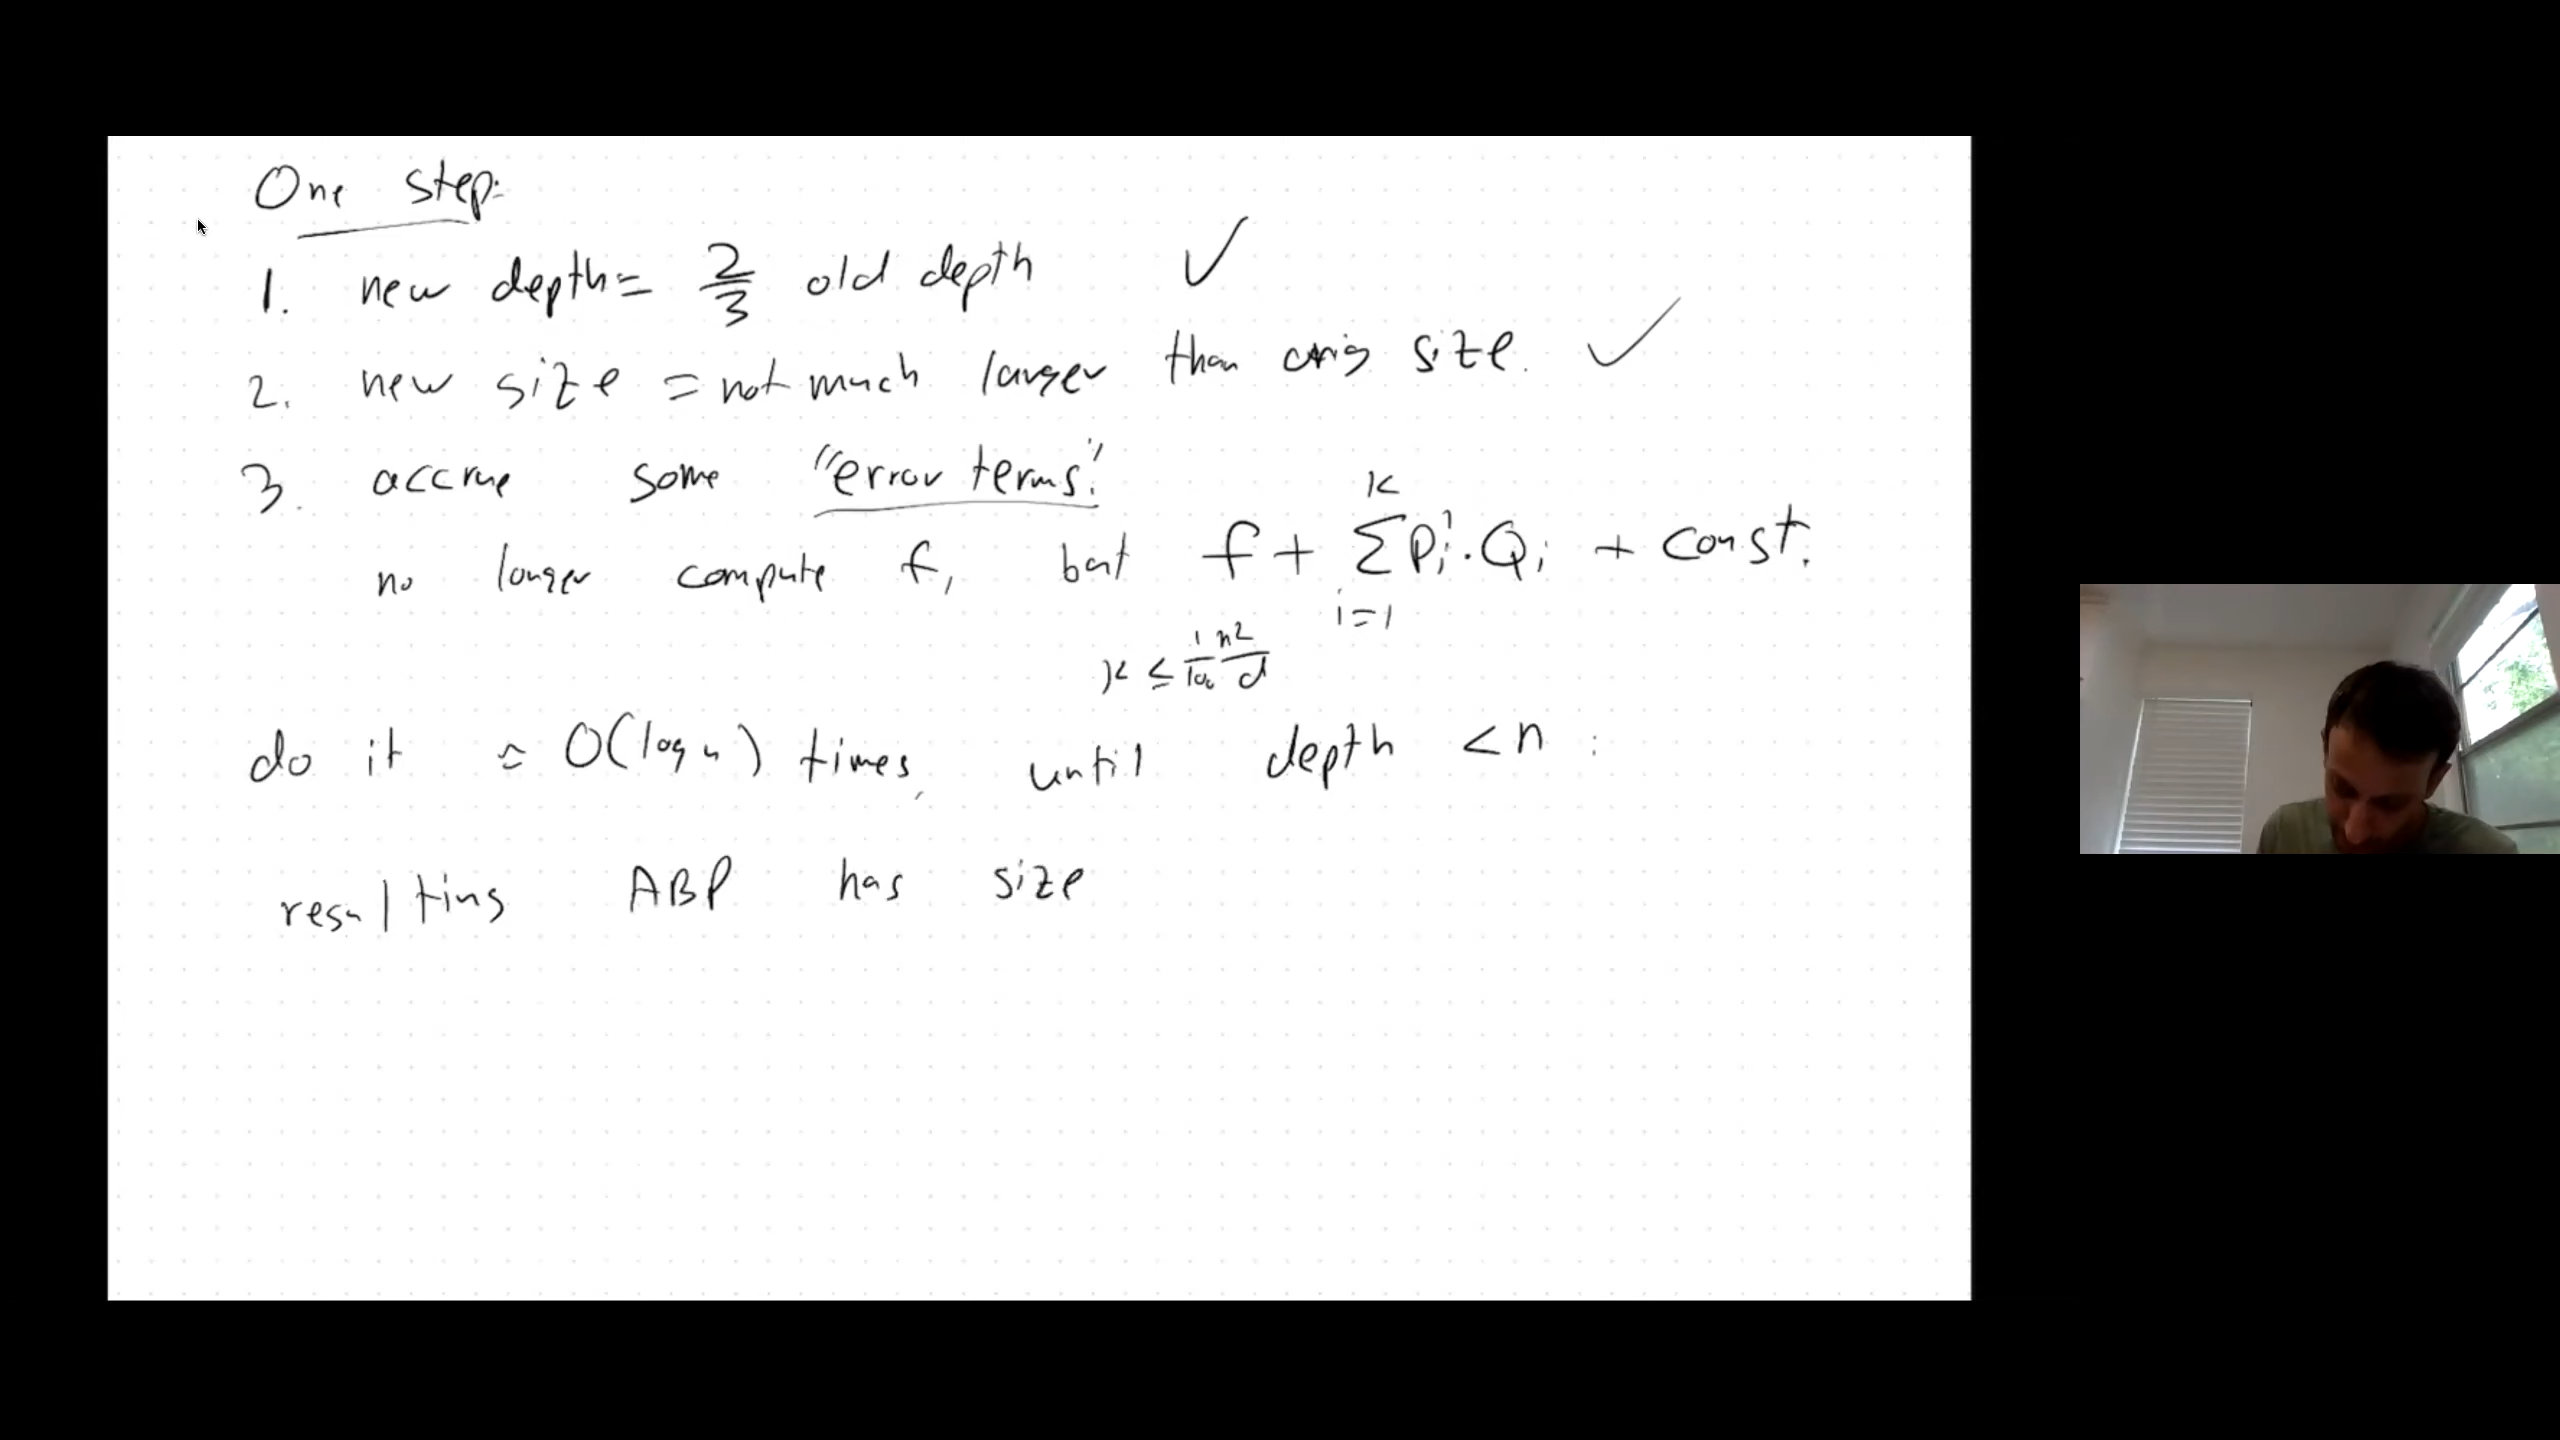 One step:
1. new depth = 2/3 old depth ✓
2. new size = not much larger than orig size. ✓
3. accrue some "error terms".
no longer compute f, but f + ∑_{i=1}^{k} P_i · Q_i + const.
k ≤ 1/100 n²/d
do it ≈ O(log n) times, until depth < n :
resulting ABP has size